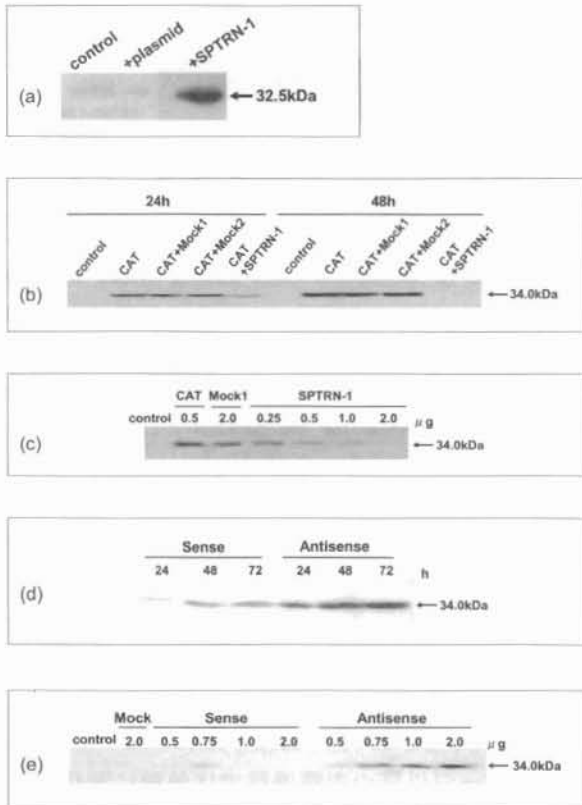 control +plasmid +SPTRN-1
(a) ←32.5kDa
24h 48h
control CAT CAT+Mock1 CAT+Mock2 CAT +SPTRN-1 control CAT CAT+Mock1 CAT+Mock2 CAT +SPTRN-1
(b) ←34.0kDa
CAT Mock1 SPTRN-1
control 0.5 2.0 0.25 0.5 1.0 2.0 μg
(c) ←34.0kDa
Sense Antisense
24 48 72 24 48 72 h
(d) ←34.0kDa
Mock Sense Antisense
control 2.0 0.5 0.75 1.0 2.0 0.5 0.75 1.0 2.0 μg
(e) ←34.0kDa